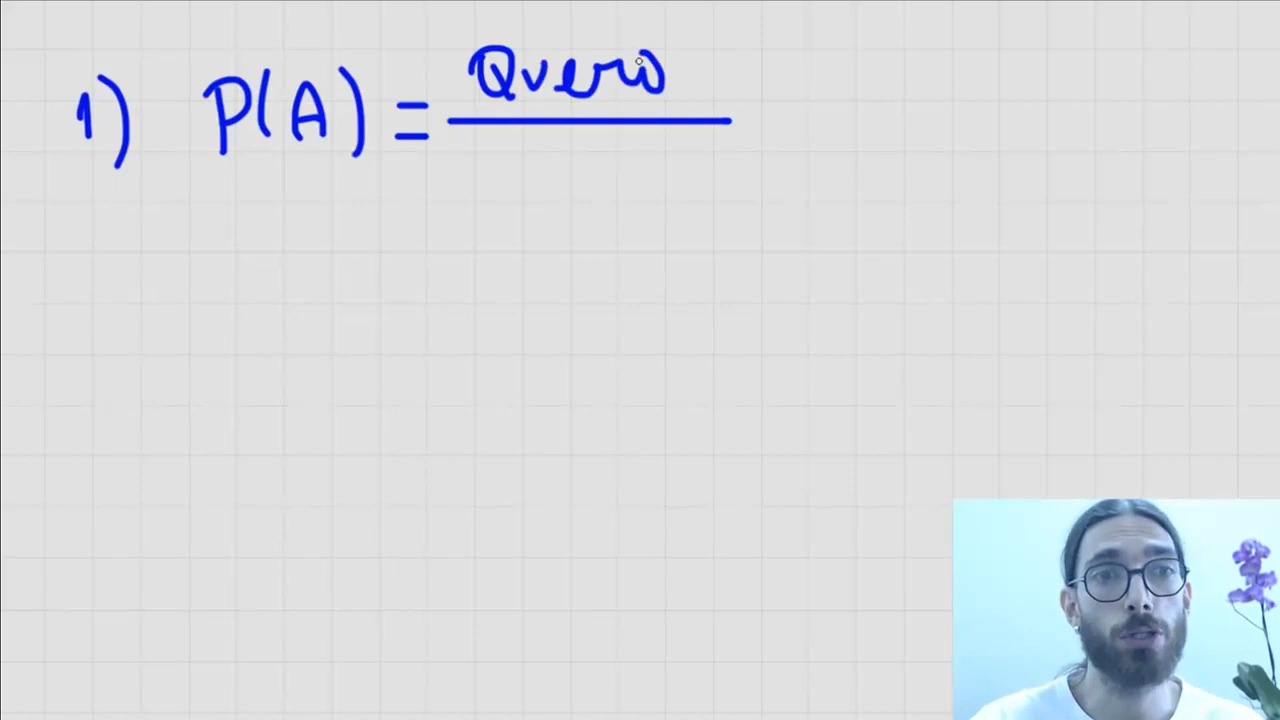 1) P(A) = Quero